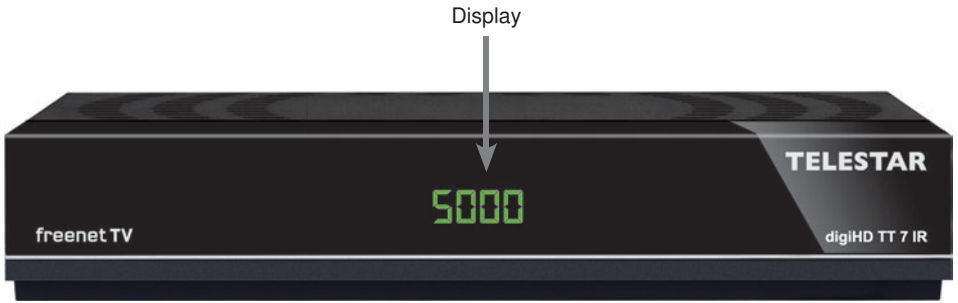 Display
TELESTAR
5000
freenet TV
digiHD TT 7 IR